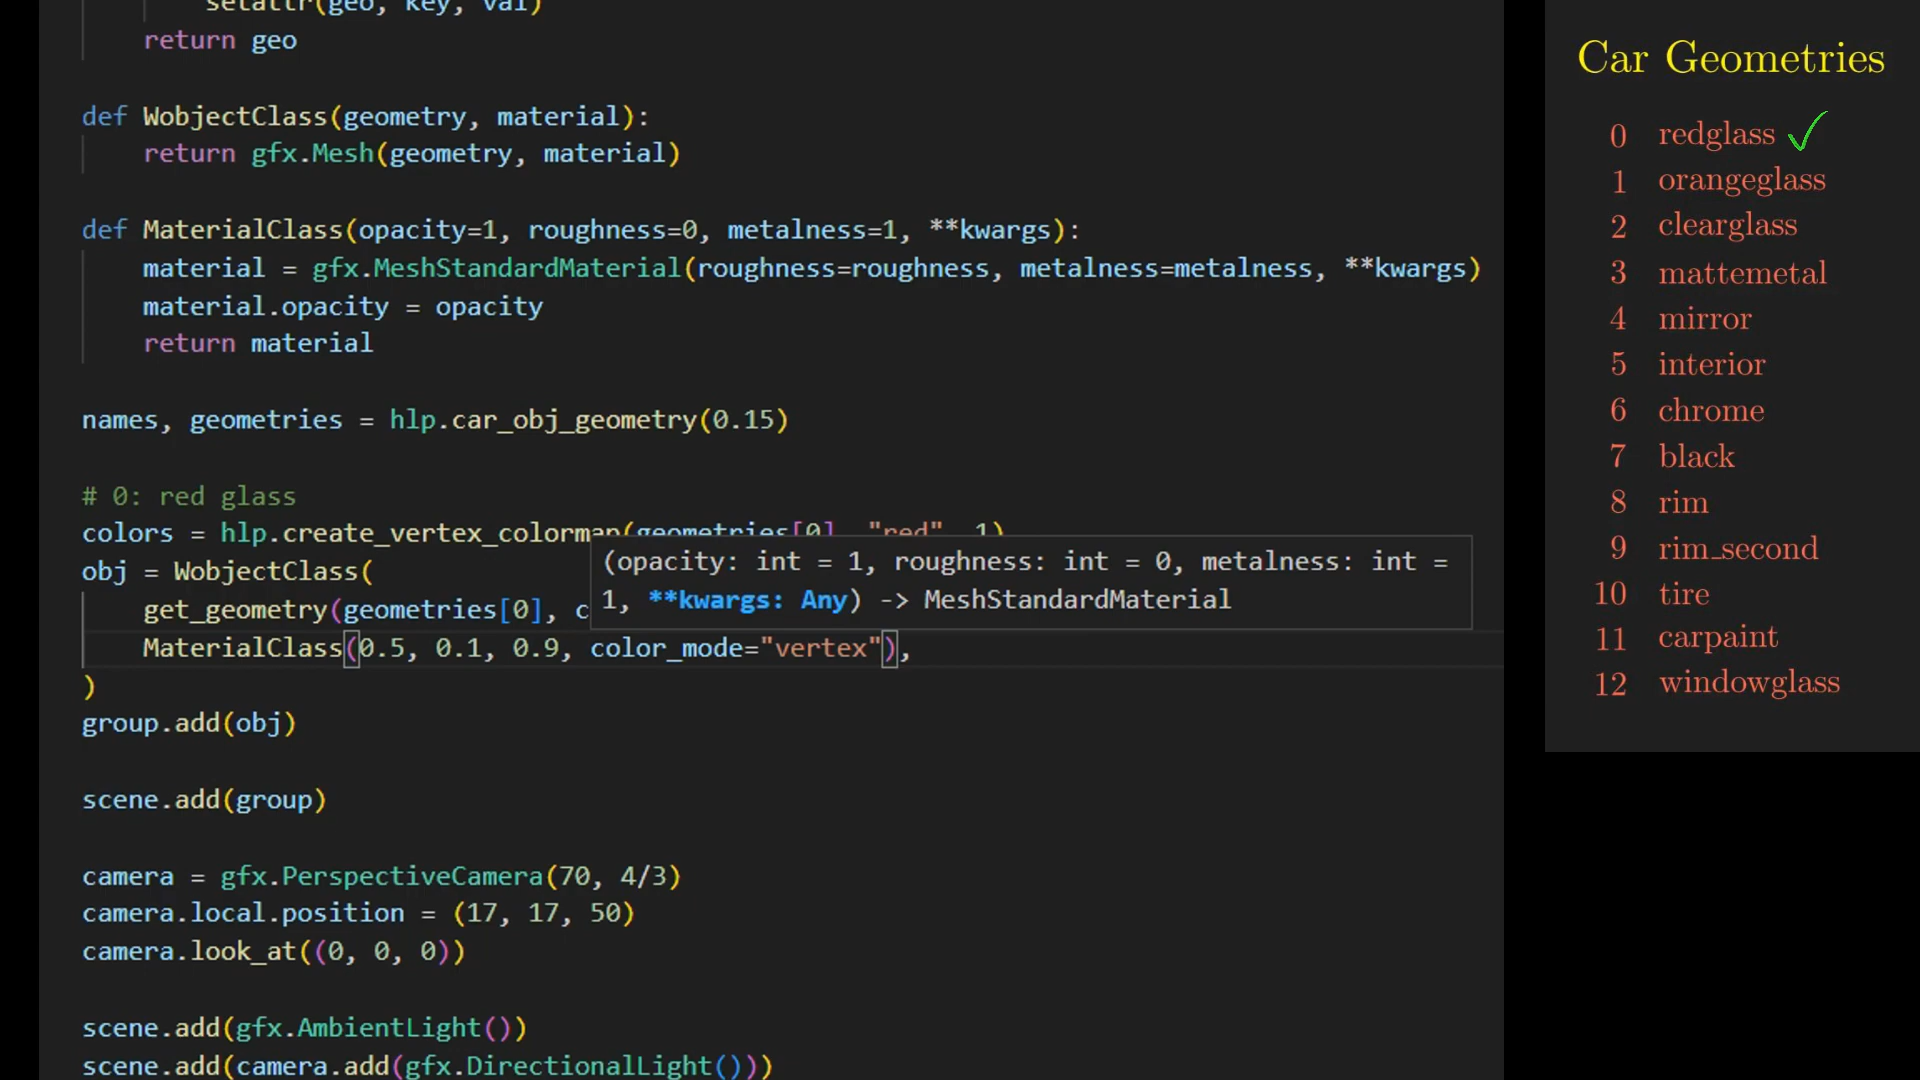 setattr(geo, key, val)
return geo
def WobjectClass(geometry, material):
return gfx.Mesh(geometry, material)
def MaterialClass(opacity=1, roughness=0, metalness=1, **kwargs):
material = gfx.MeshStandardMaterial(roughness=roughness, metalness=metalness, **kwargs)
material.opacity = opacity
return material
names, geometries = hlp.car_obj_geometry(0.15)
# 0: red glass
colors = hlp.create_vertex_colormap(geometries[0], "red", 1)
obj = WobjectClass(
get_geometry(geometries[0], c
(opacity: int = 1, roughness: int = 0, metalness: int =
1, **kwargs: Any) -> MeshStandardMaterial
MaterialClass(0.5, 0.1, 0.9, color_mode="vertex"),
)
group.add(obj)
scene.add(group)
camera = gfx.PerspectiveCamera(70, 4/3)
camera.local.position = (17, 17, 50)
camera.look_at((0, 0, 0))
scene.add(gfx.AmbientLight())
scene.add(camera.add(gfx.DirectionalLight()))
Car Geometries
0 redglass ✓
1 orangeglass
2 clearglass
3 mattemetal
4 mirror
5 interior
6 chrome
7 black
8 rim
9 rim_second
10 tire
11 carpaint
12 windowglass